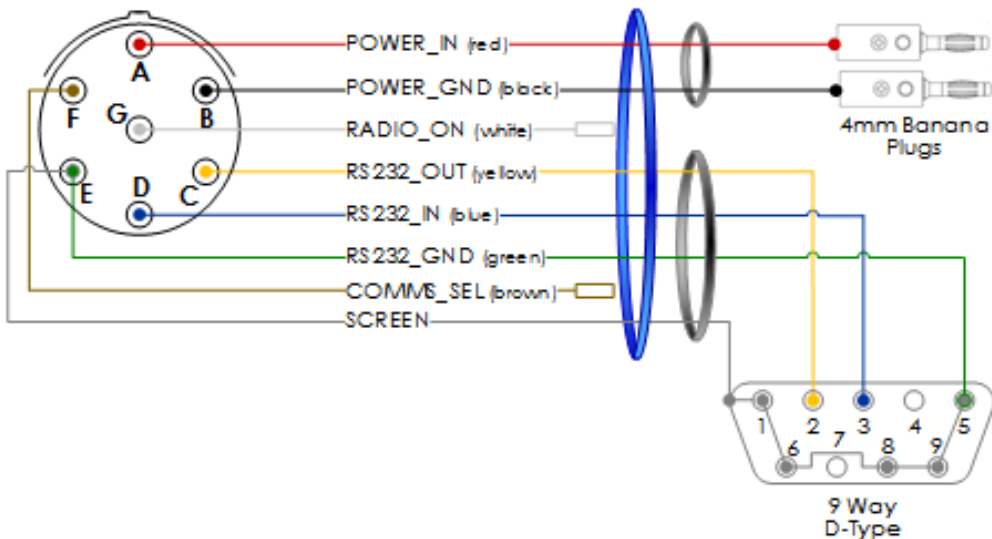 A
F
B
G
E
D
C
POWER_IN (red)
POWER_GND (black)
RADIO_ON (white)
RS232_OUT (yellow)
RS232_IN (blue)
RS232_GND (green)
COMMS_SEL (brown)
SCREEN
4mm Banana
Plugs
1 2 3 4 5
6 7 8 9
9 Way
D-Type